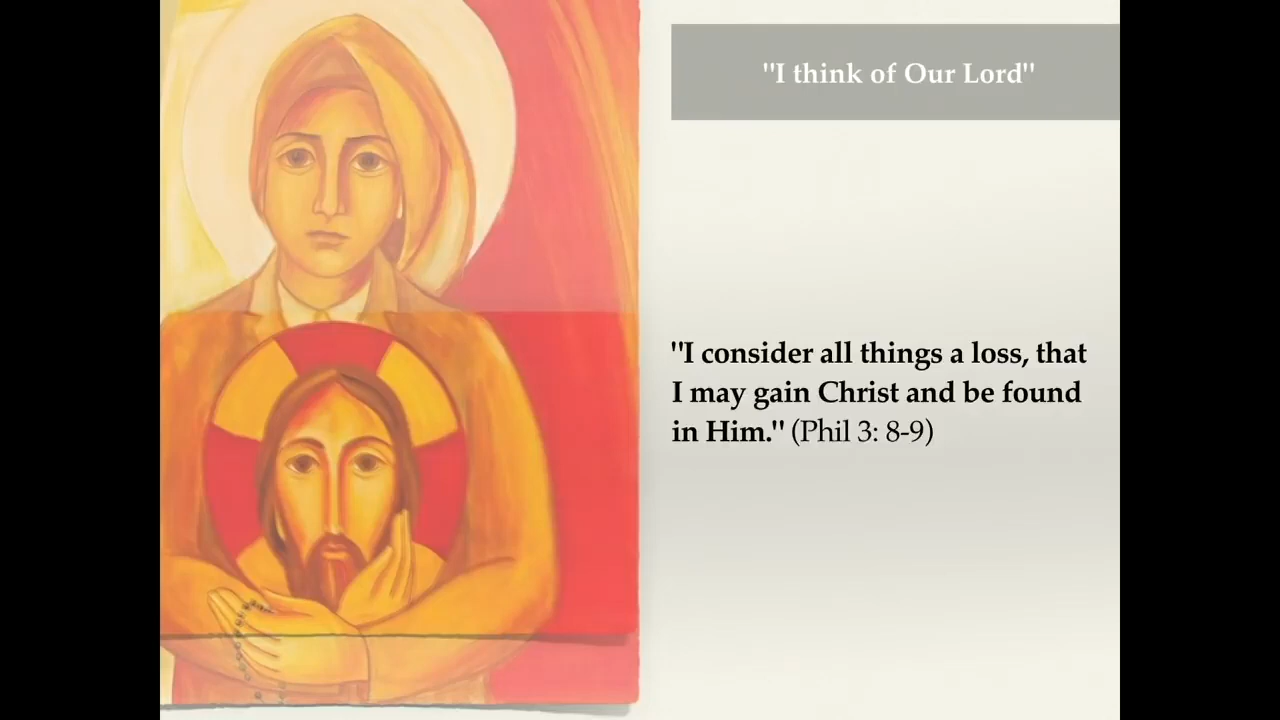 "I think of Our Lord"
"I consider all things a loss, that
I may gain Christ and be found
in Him." (Phil 3: 8-9)